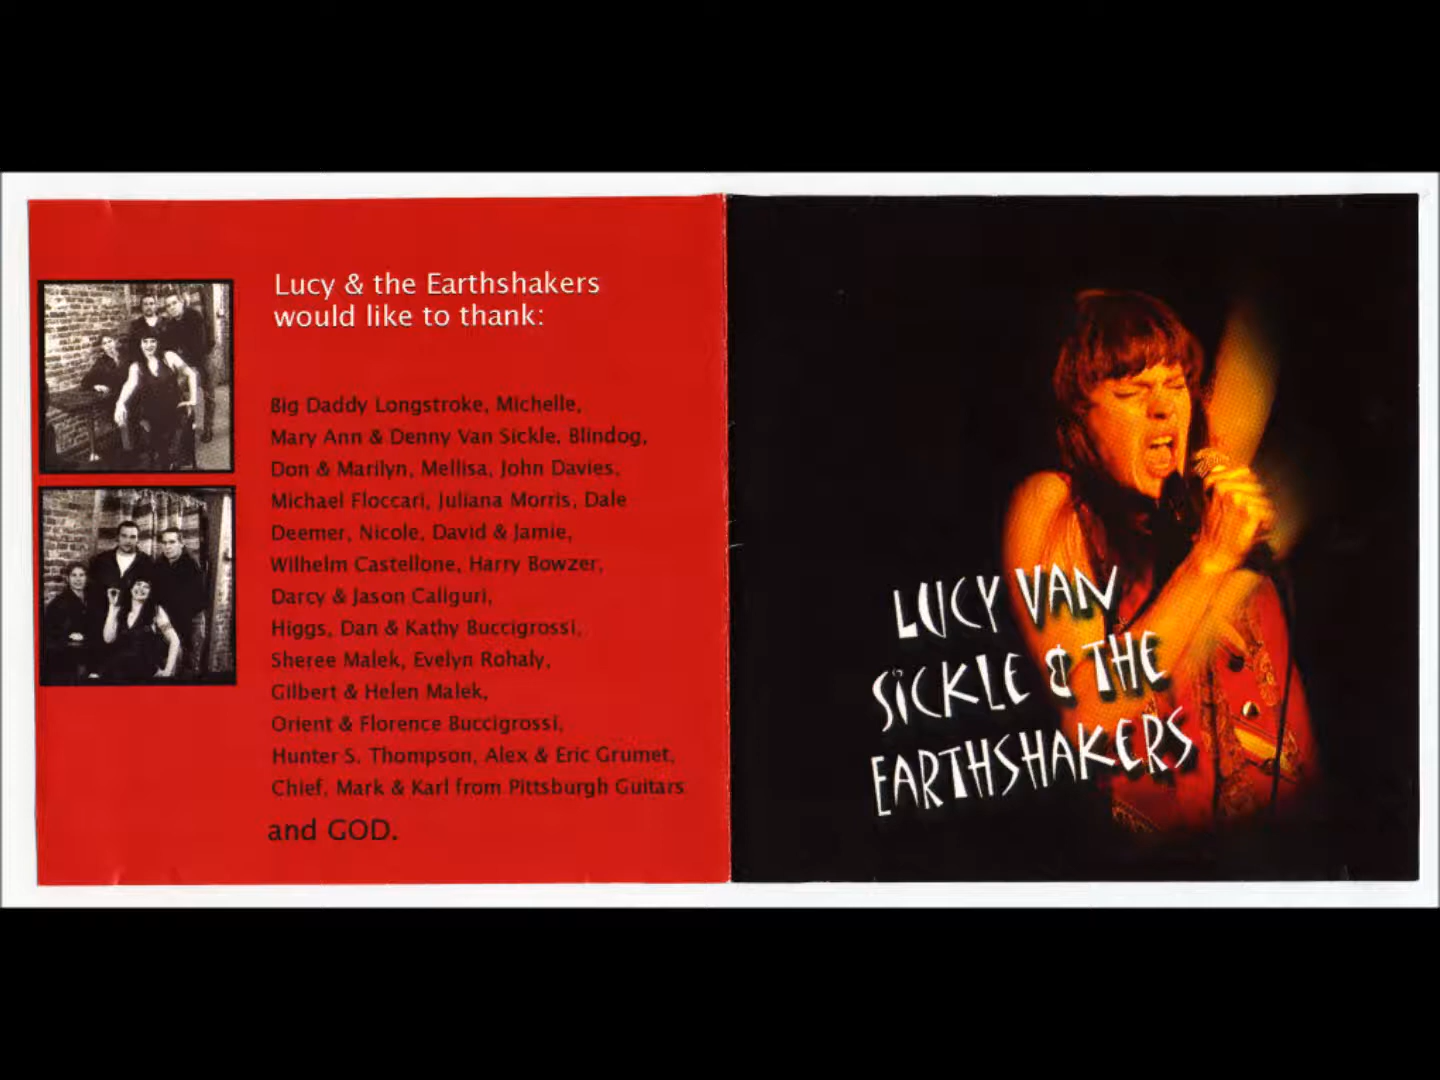 Lucy & the Earthshakers
would like to thank:
Big Daddy Longstroke, Michelle,
Mary Ann & Denny Van Sickle, Blindog,
Don & Marilyn, Mellisa, John Davies,
Michael Floccari, Juliana Morris, Dale
Deemer, Nicole, David & Jamie,
Wilhelm Castellone, Harry Bowzer,
Darcy & Jason Caliguri,
Higgs, Dan & Kathy Buccigrossi,
Sheree Malek, Evelyn Rohaly,
Gilbert & Helen Malek,
Orient & Florence Buccigrossi,
Hunter S. Thompson, Alex & Eric Grumet,
Chief, Mark & Karl from Pittsburgh Guitars
and GOD.
LUCY VAN
SICKLE & THE
EARTHSHAKERS